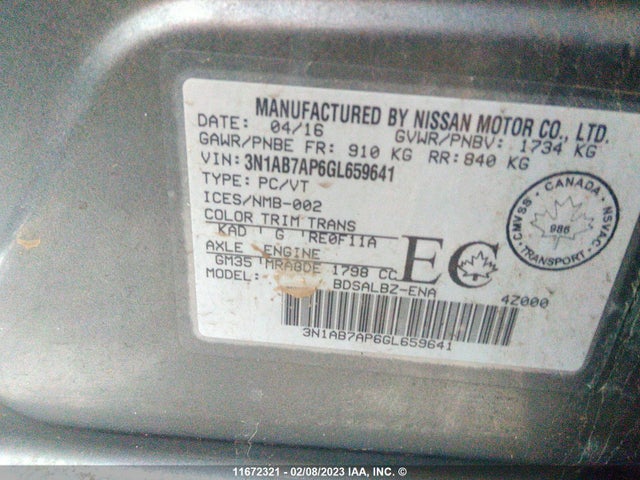 MANUFACTURED BY NISSAN MOTOR CO., LTD.
DATE: 04/16 GVWR/PNBV: 1734 KG
GAWR/PNBE FR: 910 KG RR: 840 KG
VIN: 3N1AB7AP6GL659641
TYPE: PC/VT
ICES/NMB-002
COLOR TRIM TRANS
KAD G RE0F11A
AXLE ENGINE
GM35 MRA8DE 1798 CC
MODEL: BDSALBZ-ENA
EC
4Z000
CANADA
CMVSS NSVAC
986
TRANSPORT
3N1AB7AP6GL659641
11672321 - 02/08/2023 IAA, INC. ©